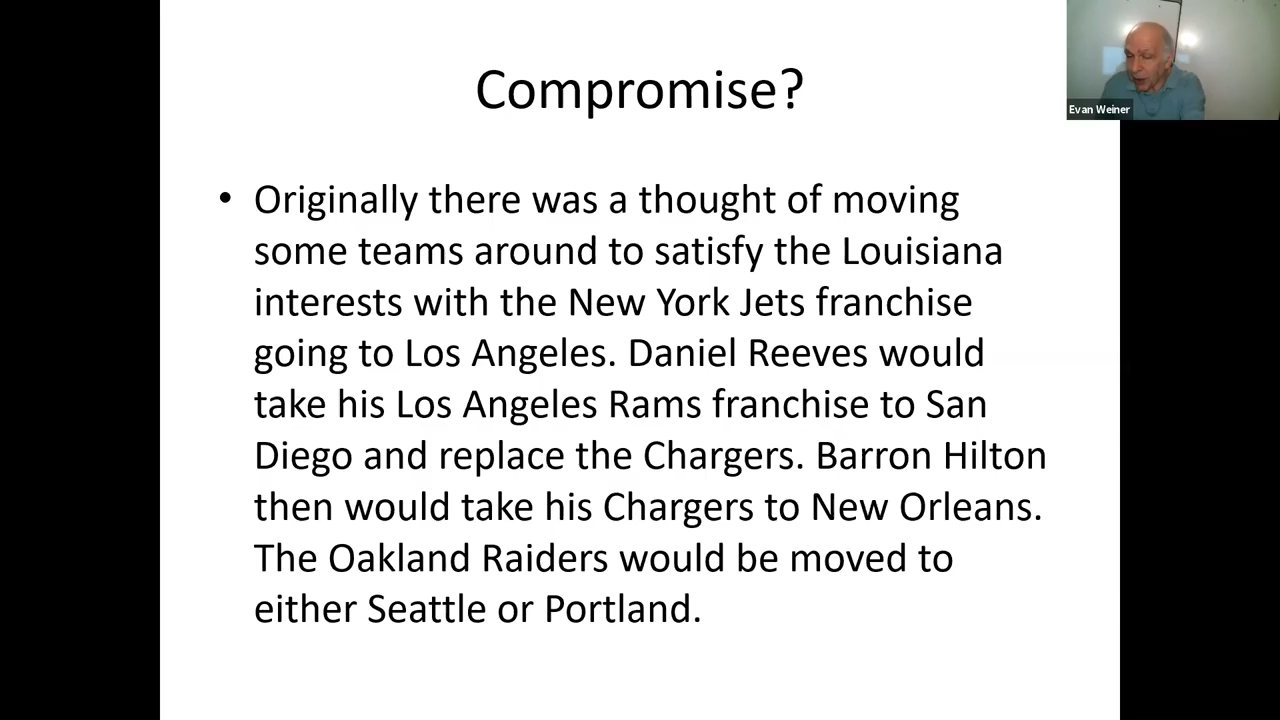 Compromise?
• Originally there was a thought of moving
some teams around to satisfy the Louisiana
interests with the New York Jets franchise
going to Los Angeles. Daniel Reeves would
take his Los Angeles Rams franchise to San
Diego and replace the Chargers. Barron Hilton
then would take his Chargers to New Orleans.
The Oakland Raiders would be moved to
either Seattle or Portland.
Evan Weiner